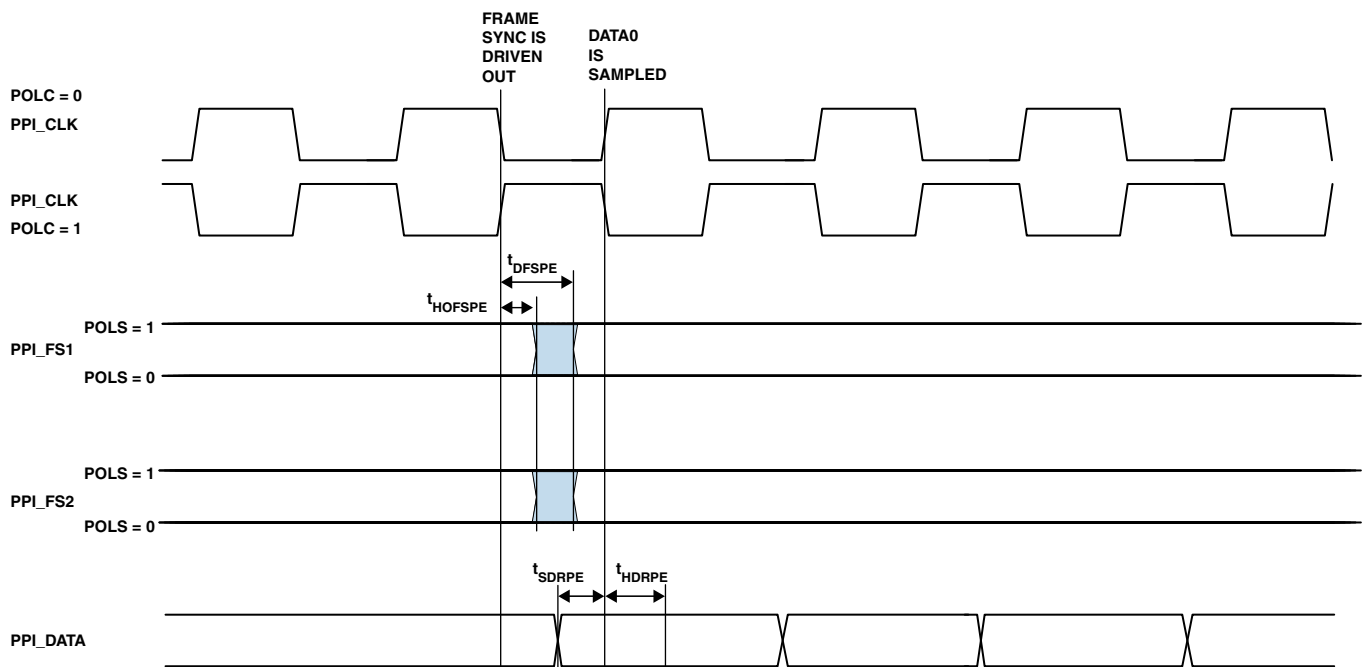 FRAME
SYNC IS
DRIVEN
OUT
DATA0
IS
SAMPLED
POLC = 0
PPI_CLK
PPI_CLK
POLC = 1
tDFSPE
tHOFSPE
POLS = 1
PPI_FS1
POLS = 0
POLS = 1
PPI_FS2
POLS = 0
tSDRPE
tHDRPE
PPI_DATA